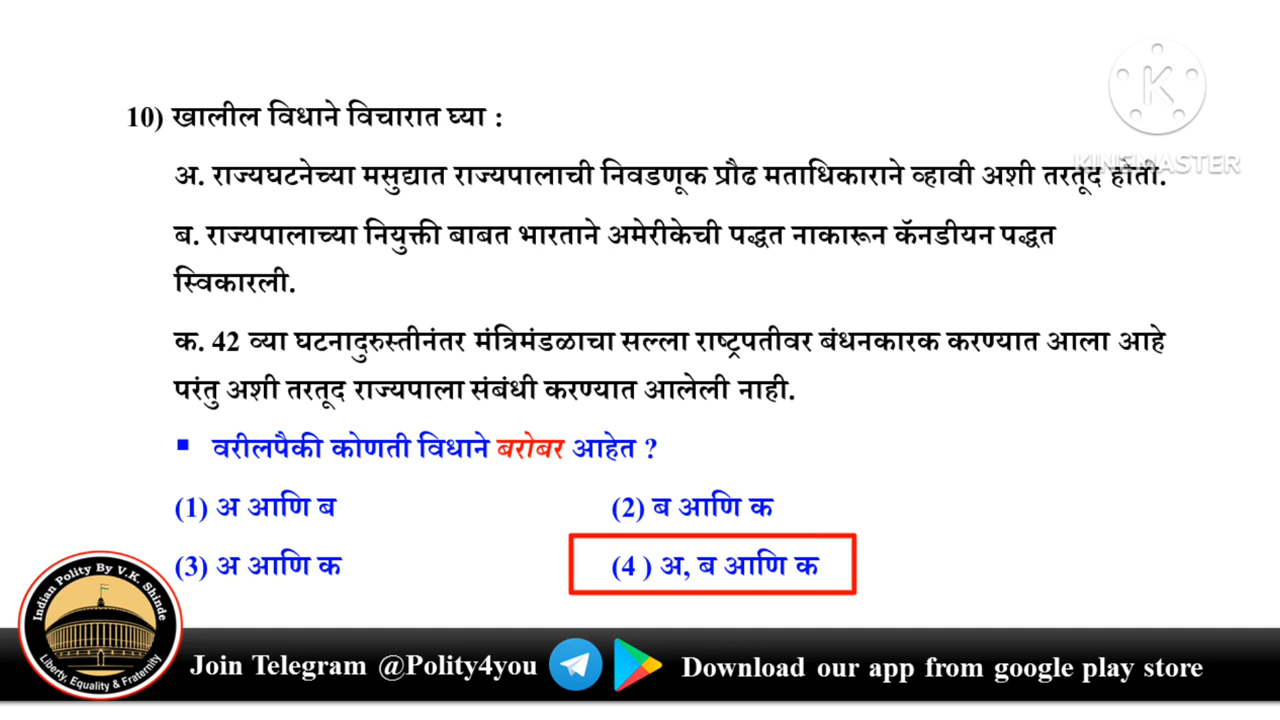 KINEMASTER
10) खालील विधाने विचारात घ्या :
अ. राज्यघटनेच्या मसुद्यात राज्यपालाची निवडणूक प्रौढ मताधिकाराने व्हावी अशी तरतूद होती.
ब. राज्यपालाच्या नियुक्ती बाबत भारताने अमेरीकेची पद्धत नाकारून कॅनडीयन पद्धत
स्विकारली.
क. 42 व्या घटनादुरुस्तीनंतर मंत्रिमंडळाचा सल्ला राष्ट्रपतीवर बंधनकारक करण्यात आला आहे
परंतु अशी तरतूद राज्यपाला संबंधी करण्यात आलेली नाही.
▪ वरीलपैकी कोणती विधाने बरोबर आहेत ?
(1) अ आणि ब (2) ब आणि क
(3) अ आणि क (4 ) अ, ब आणि क
Indian Polity By V.K. Shinde
Liberty, Equality & Fraternity
Join Telegram @Polity4you Download our app from google play store